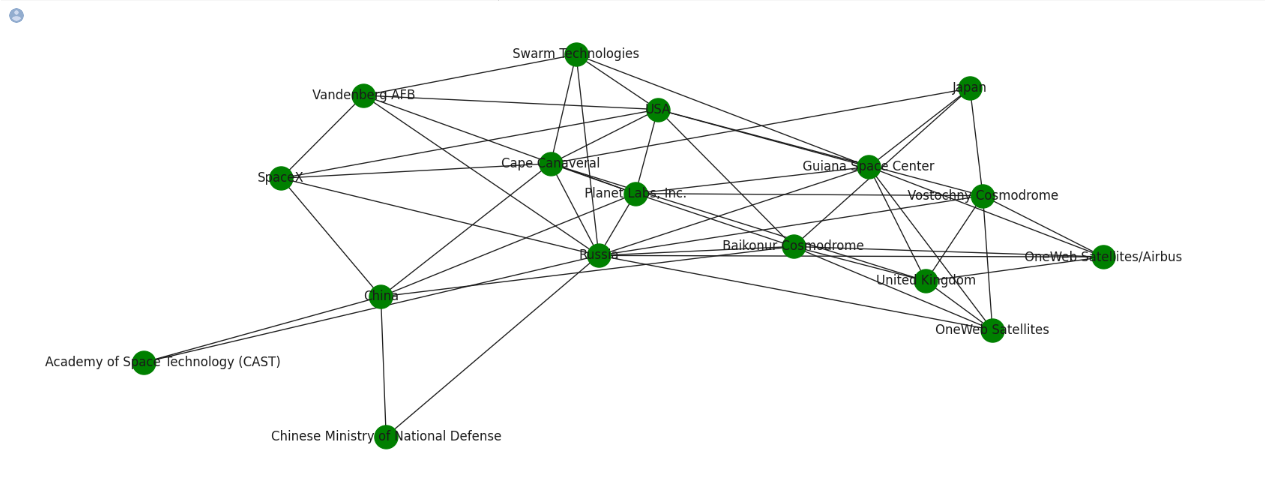 Swarm Technologies
Japan
Vandenberg AFB
USA
Cape Canaveral
Guiana Space Center
SpaceX
Planet Labs, Inc.
Vostochny Cosmodrome
Baikonur Cosmodrome
Russia
OneWeb Satellites/Airbus
United Kingdom
China
OneWeb Satellites
Academy of Space Technology (CAST)
Chinese Ministry of National Defense